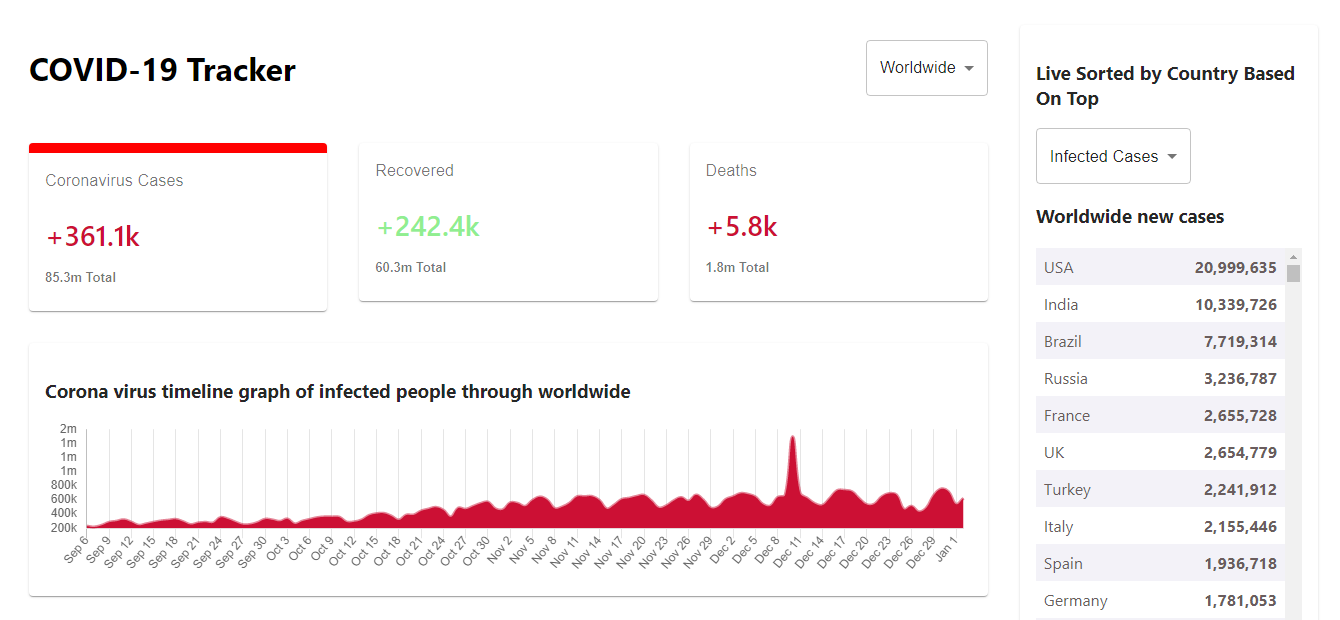 COVID-19 Tracker
Worldwide
Coronavirus Cases
+361.1k
85.3m Total
Recovered
+242.4k
60.3m Total
Deaths
+5.8k
1.8m Total
Corona virus timeline graph of infected people through worldwide
2m
1m
1m
1m
800k
600k
400k
200k
Sep 6 Sep 9 Sep 12 Sep 15 Sep 18 Sep 21 Sep 24 Sep 27 Sep 30 Oct 3 Oct 6 Oct 9 Oct 12 Oct 15 Oct 18 Oct 21 Oct 24 Oct 27 Oct 30 Nov 2 Nov 5 Nov 8 Nov 11 Nov 14 Nov 17 Nov 20 Nov 23 Nov 26 Nov 29 Dec 2 Dec 5 Dec 8 Dec 11 Dec 14 Dec 17 Dec 20 Dec 23 Dec 26 Dec 29 Jan 1
Live Sorted by Country Based
On Top
Infected Cases
Worldwide new cases
USA 20,999,635
India 10,339,726
Brazil 7,719,314
Russia 3,236,787
France 2,655,728
UK 2,654,779
Turkey 2,241,912
Italy 2,155,446
Spain 1,936,718
Germany 1,781,053